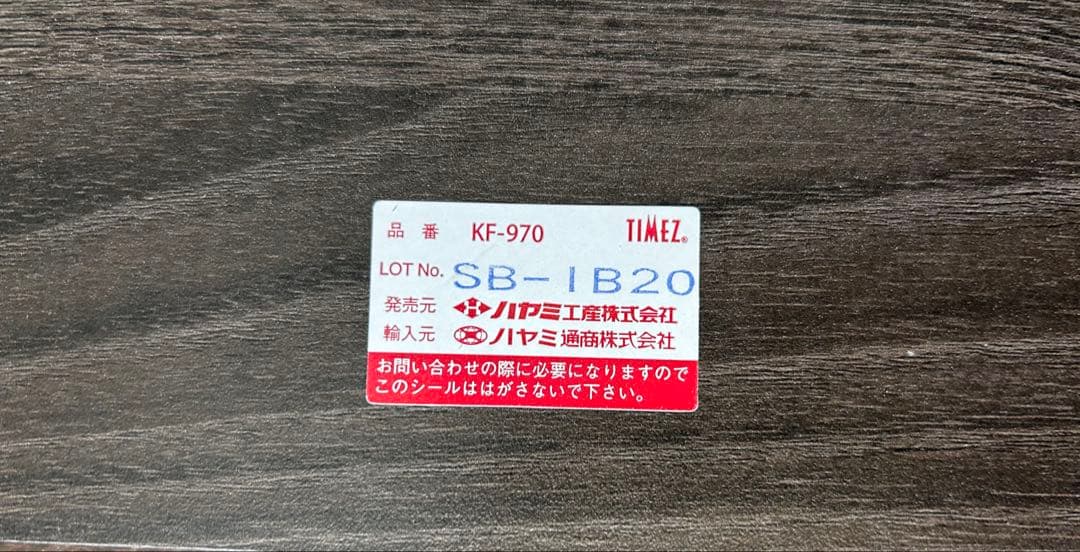 品番 KF-970 TIMEZ®
LOT No. SB-1B20
発売元 H ハヤミ工産株式会社
輸入元 ハヤミ通商株式会社
お問い合わせの際に必要になりますので
このシールははがさないで下さい。